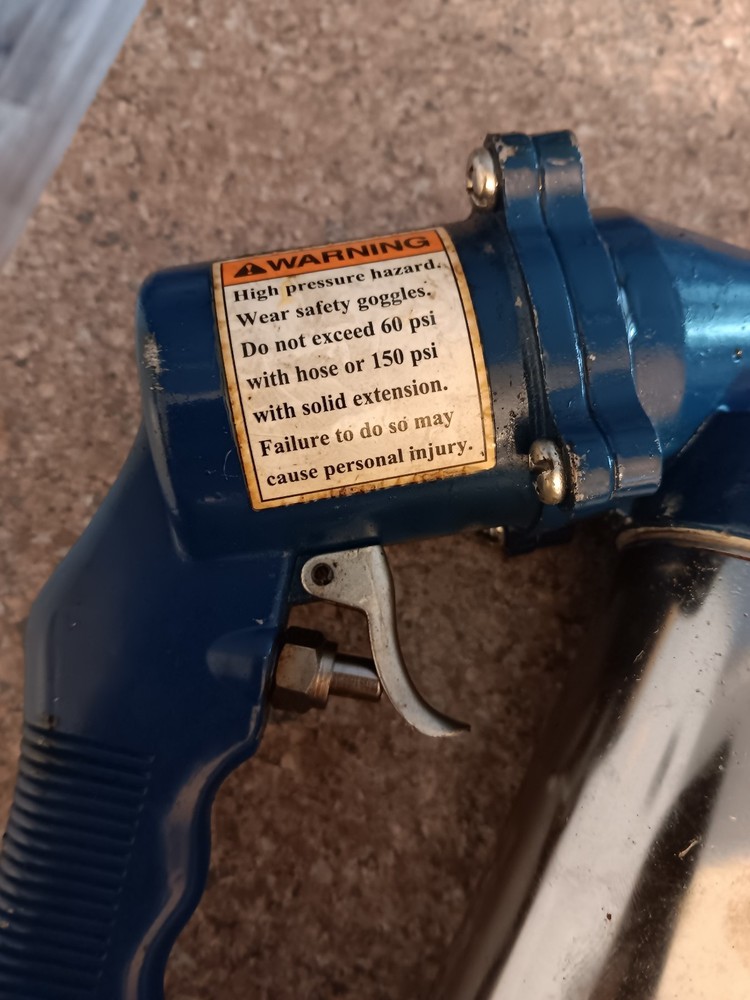 WARNING
High pressure hazard.
Wear safety goggles.
Do not exceed 60 psi
with hose or 150 psi
with solid extension.
Failure to do so may
cause personal injury.